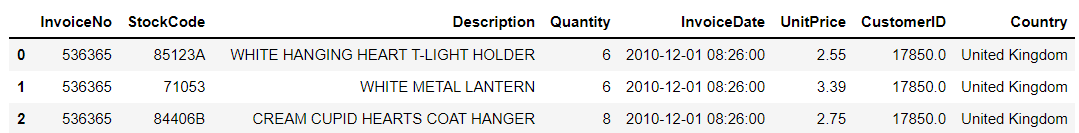 InvoiceNo StockCode Description Quantity InvoiceDate UnitPrice CustomerID Country
0 536365 85123A WHITE HANGING HEART T-LIGHT HOLDER 6 2010-12-01 08:26:00 2.55 17850.0 United Kingdom
1 536365 71053 WHITE METAL LANTERN 6 2010-12-01 08:26:00 3.39 17850.0 United Kingdom
2 536365 84406B CREAM CUPID HEARTS COAT HANGER 8 2010-12-01 08:26:00 2.75 17850.0 United Kingdom